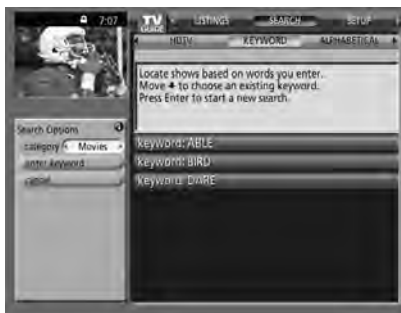 7:07
TV GUIDE LISTINGS SEARCH SETUP
HDTV KEYWORD ALPHABETICAL
Locate shows based on words you enter.
Move ↓ to choose an existing keyword.
Press Enter to start a new search.
Search Options
category Movies
enter keyword
cancel
keyword: ABLE
keyword: BIRD
keyword: DARE